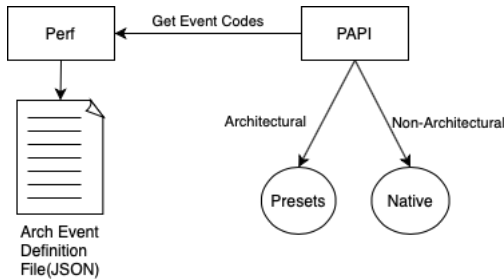 Get Event Codes
Perf
PAPI
Architectural
Non-Architectural
Presets
Native
Arch Event
Definition
File(JSON)